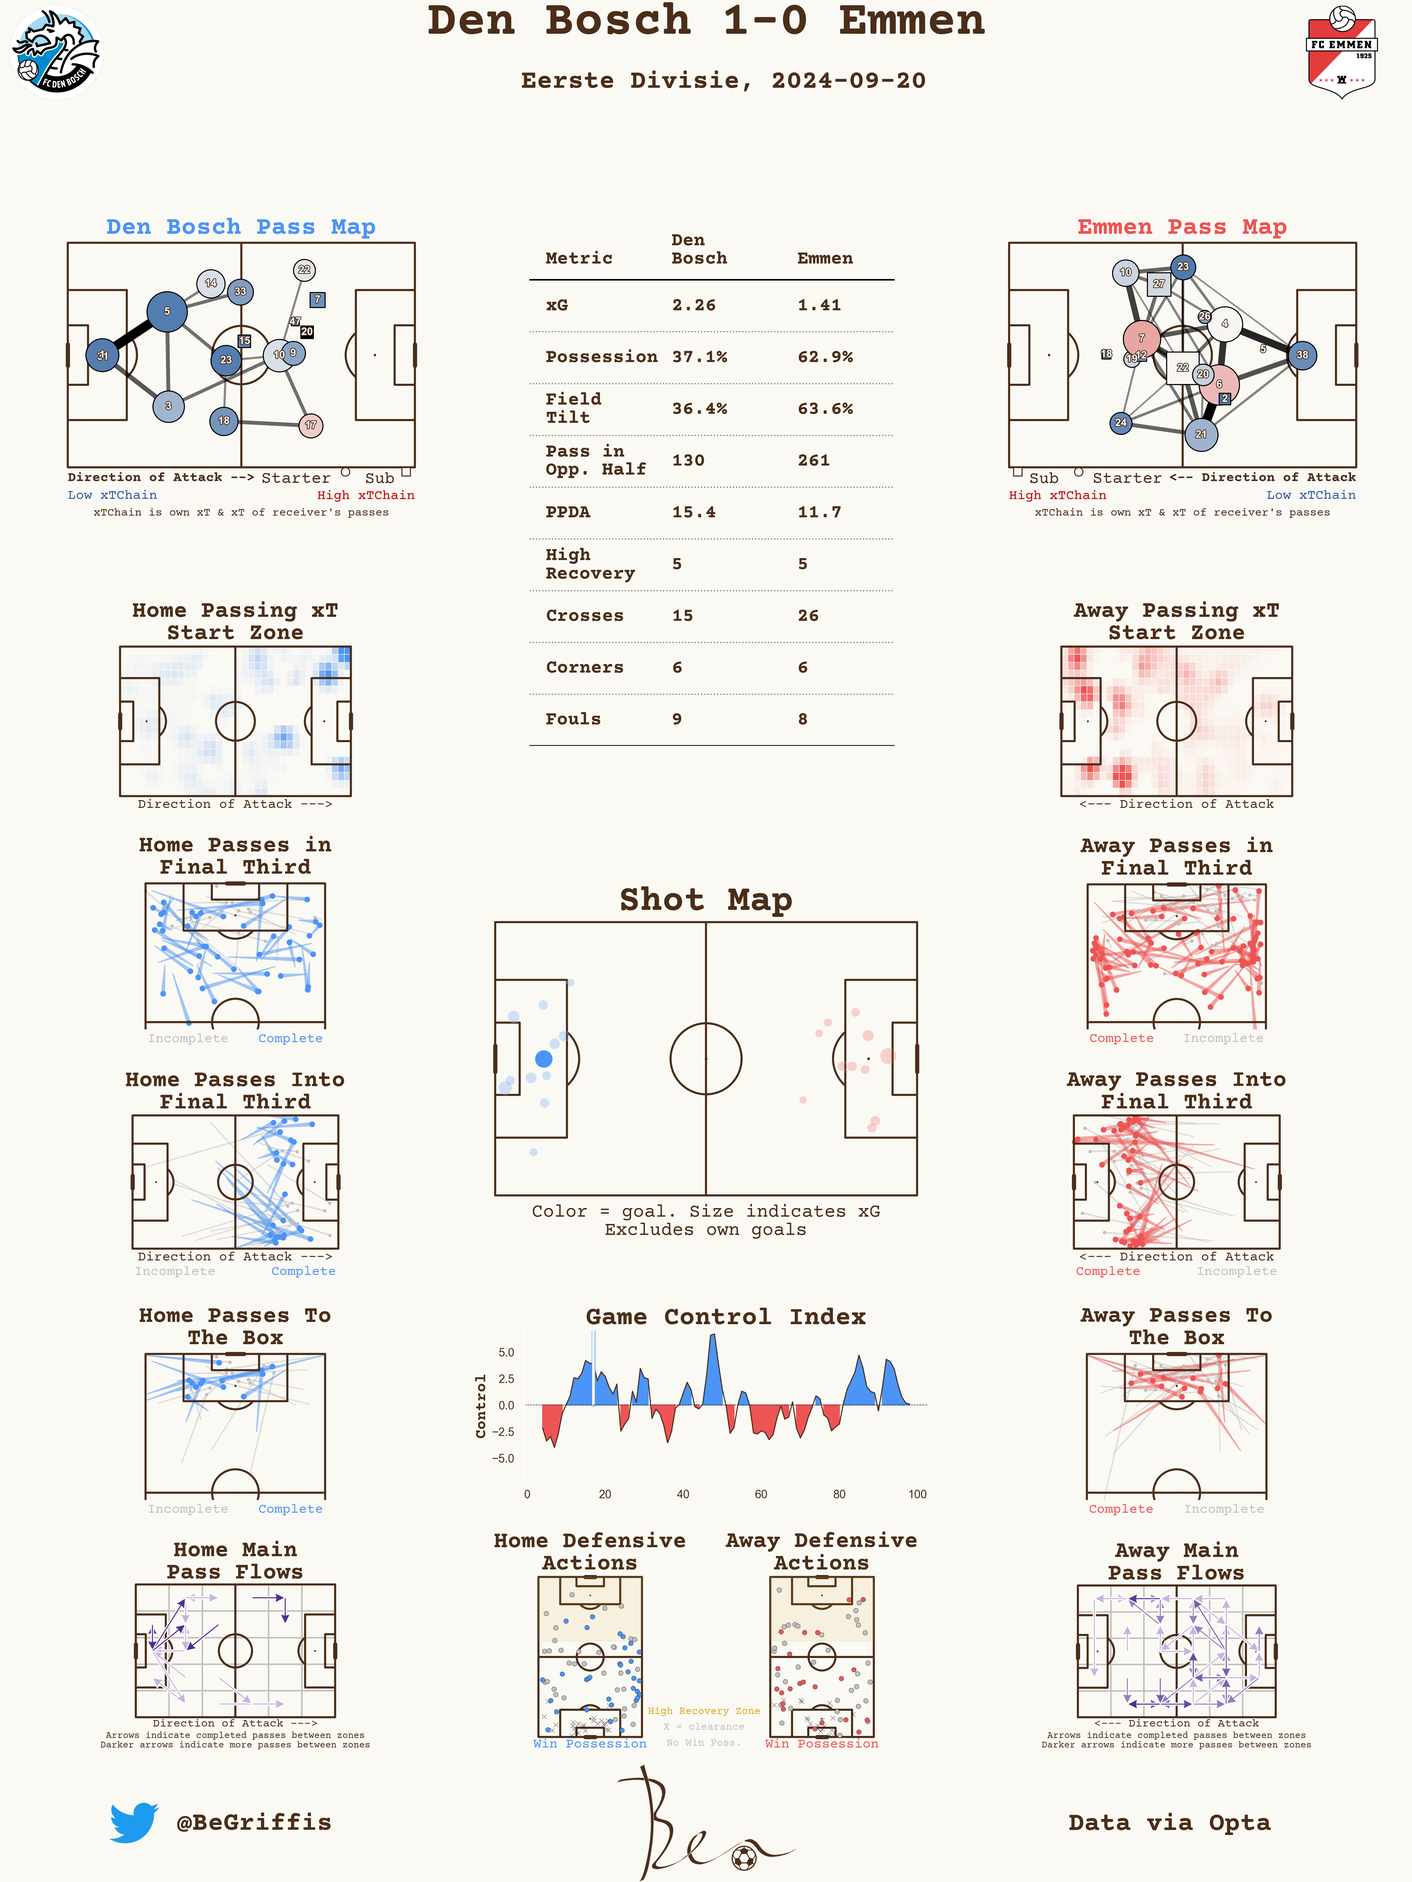 Den Bosch 1-0 Emmen
Eerste Divisie, 2024-09-20
FC DEN BOSCH
FC EMMEN
1925
Den Bosch Pass Map
14
33
22
7
5
47
20
15
31
23
10
9
3
18
17
Direction of Attack --> Starter Sub
Low xTChain High xTChain
xTChain is own xT & xT of receiver's passes
Metric Den Bosch Emmen
xG 2.26 1.41
Possession 37.1% 62.9%
Field Tilt 36.4% 63.6%
Pass in Opp. Half 130 261
PPDA 15.4 11.7
High Recovery 5 5
Crosses 15 26
Corners 6 6
Fouls 9 8
Emmen Pass Map
10
23
27
26
4
7
18
19
12
5
38
22
20
6
2
24
21
Sub Starter <-- Direction of Attack
High xTChain Low xTChain
xTChain is own xT & xT of receiver's passes
Home Passing xT
Start Zone
Direction of Attack --->
Away Passing xT
Start Zone
<--- Direction of Attack
Home Passes in
Final Third
Incomplete Complete
Shot Map
Color = goal. Size indicates xG
Excludes own goals
Away Passes in
Final Third
Complete Incomplete
Home Passes Into
Final Third
Direction of Attack --->
Incomplete Complete
Away Passes Into
Final Third
<--- Direction of Attack
Complete Incomplete
Home Passes To
The Box
Incomplete Complete
Game Control Index
Control
5.0
2.5
0.0
−2.5
−5.0
0 20 40 60 80 100
Away Passes To
The Box
Complete Incomplete
Home Main
Pass Flows
Direction of Attack --->
Arrows indicate completed passes between zones
Darker arrows indicate more passes between zones
Home Defensive
Actions
Win Possession
High Recovery Zone
X = clearance
No Win Poss.
Away Defensive
Actions
Win Possession
Away Main
Pass Flows
<--- Direction of Attack
Arrows indicate completed passes between zones
Darker arrows indicate more passes between zones
@BeGriffis
Ben
Data via Opta